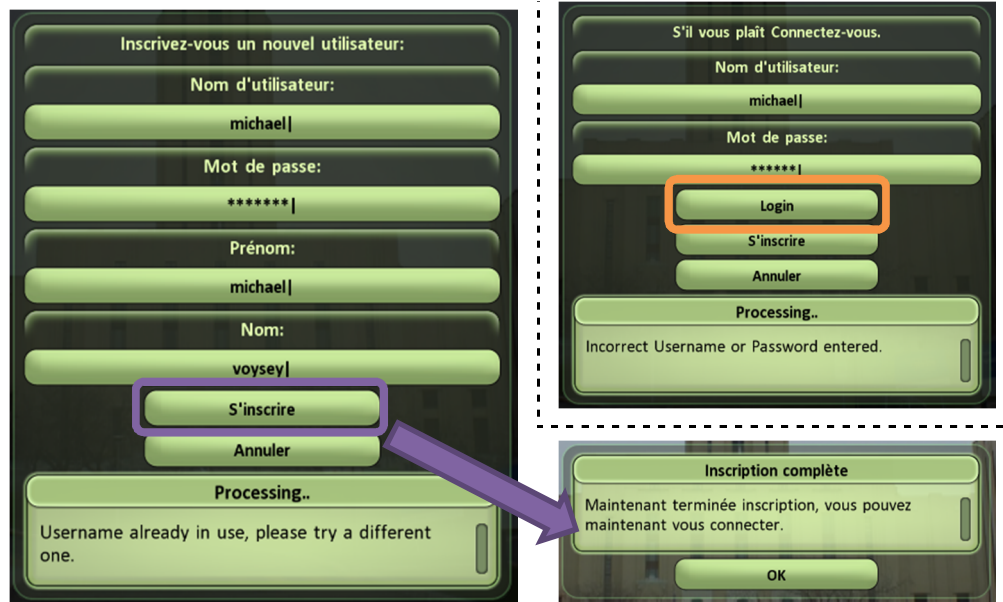 Inscrivez-vous un nouvel utilisateur:
Nom d'utilisateur:
michael|
Mot de passe:
*******|
Prénom:
michael|
Nom:
voysey|
S'inscrire
Annuler
Processing..
Username already in use, please try a different
one.
S'il vous plaît Connectez-vous.
Nom d'utilisateur:
michael|
Mot de passe:
******|
Login
S'inscrire
Annuler
Processing..
Incorrect Username or Password entered.
Inscription complète
Maintenant terminée inscription, vous pouvez
maintenant vous connecter.
OK